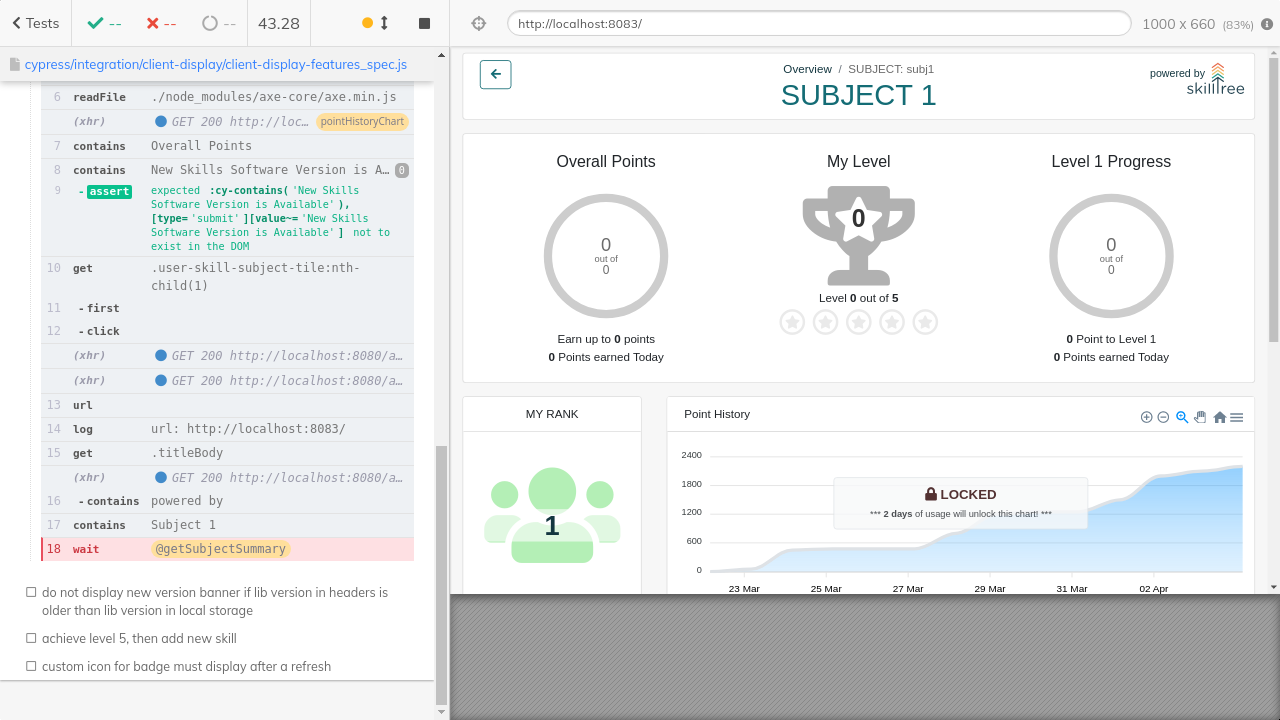 Tests
--
--
--
43.28
http://localhost:8083/
1000 x 660 (83%)
cypress/integration/client-display/client-display-features_spec.js
6 readFile ./node_modules/axe-core/axe.min.js
(xhr) GET 200 http://loc... pointHistoryChart
7 contains Overall Points
8 contains New Skills Software Version is A... 0
9 -assert expected :cy-contains('New Skills
Software Version is Available'),
[type='submit'][value~='New Skills
Software Version is Available'] not to
exist in the DOM
10 get .user-skill-subject-tile:nth-
child(1)
11 -first
12 -click
(xhr) GET 200 http://localhost:8080/a...
(xhr) GET 200 http://localhost:8080/a...
13 url
14 log url: http://localhost:8083/
15 get .titleBody
(xhr) GET 200 http://localhost:8080/a...
16 -contains powered by
17 contains Subject 1
18 wait @getSubjectSummary
do not display new version banner if lib version in headers is
older than lib version in local storage
achieve level 5, then add new skill
custom icon for badge must display after a refresh
Overview / SUBJECT: subj1
SUBJECT 1
powered by
skilltree
Overall Points
0
out of
0
Earn up to 0 points
0 Points earned Today
My Level
0
Level 0 out of 5
Level 1 Progress
0
out of
0
0 Point to Level 1
0 Points earned Today
MY RANK
1
Point History
2400
1800
1200
600
0
LOCKED
*** 2 days of usage will unlock this chart! ***
23 Mar
25 Mar
27 Mar
29 Mar
31 Mar
02 Apr